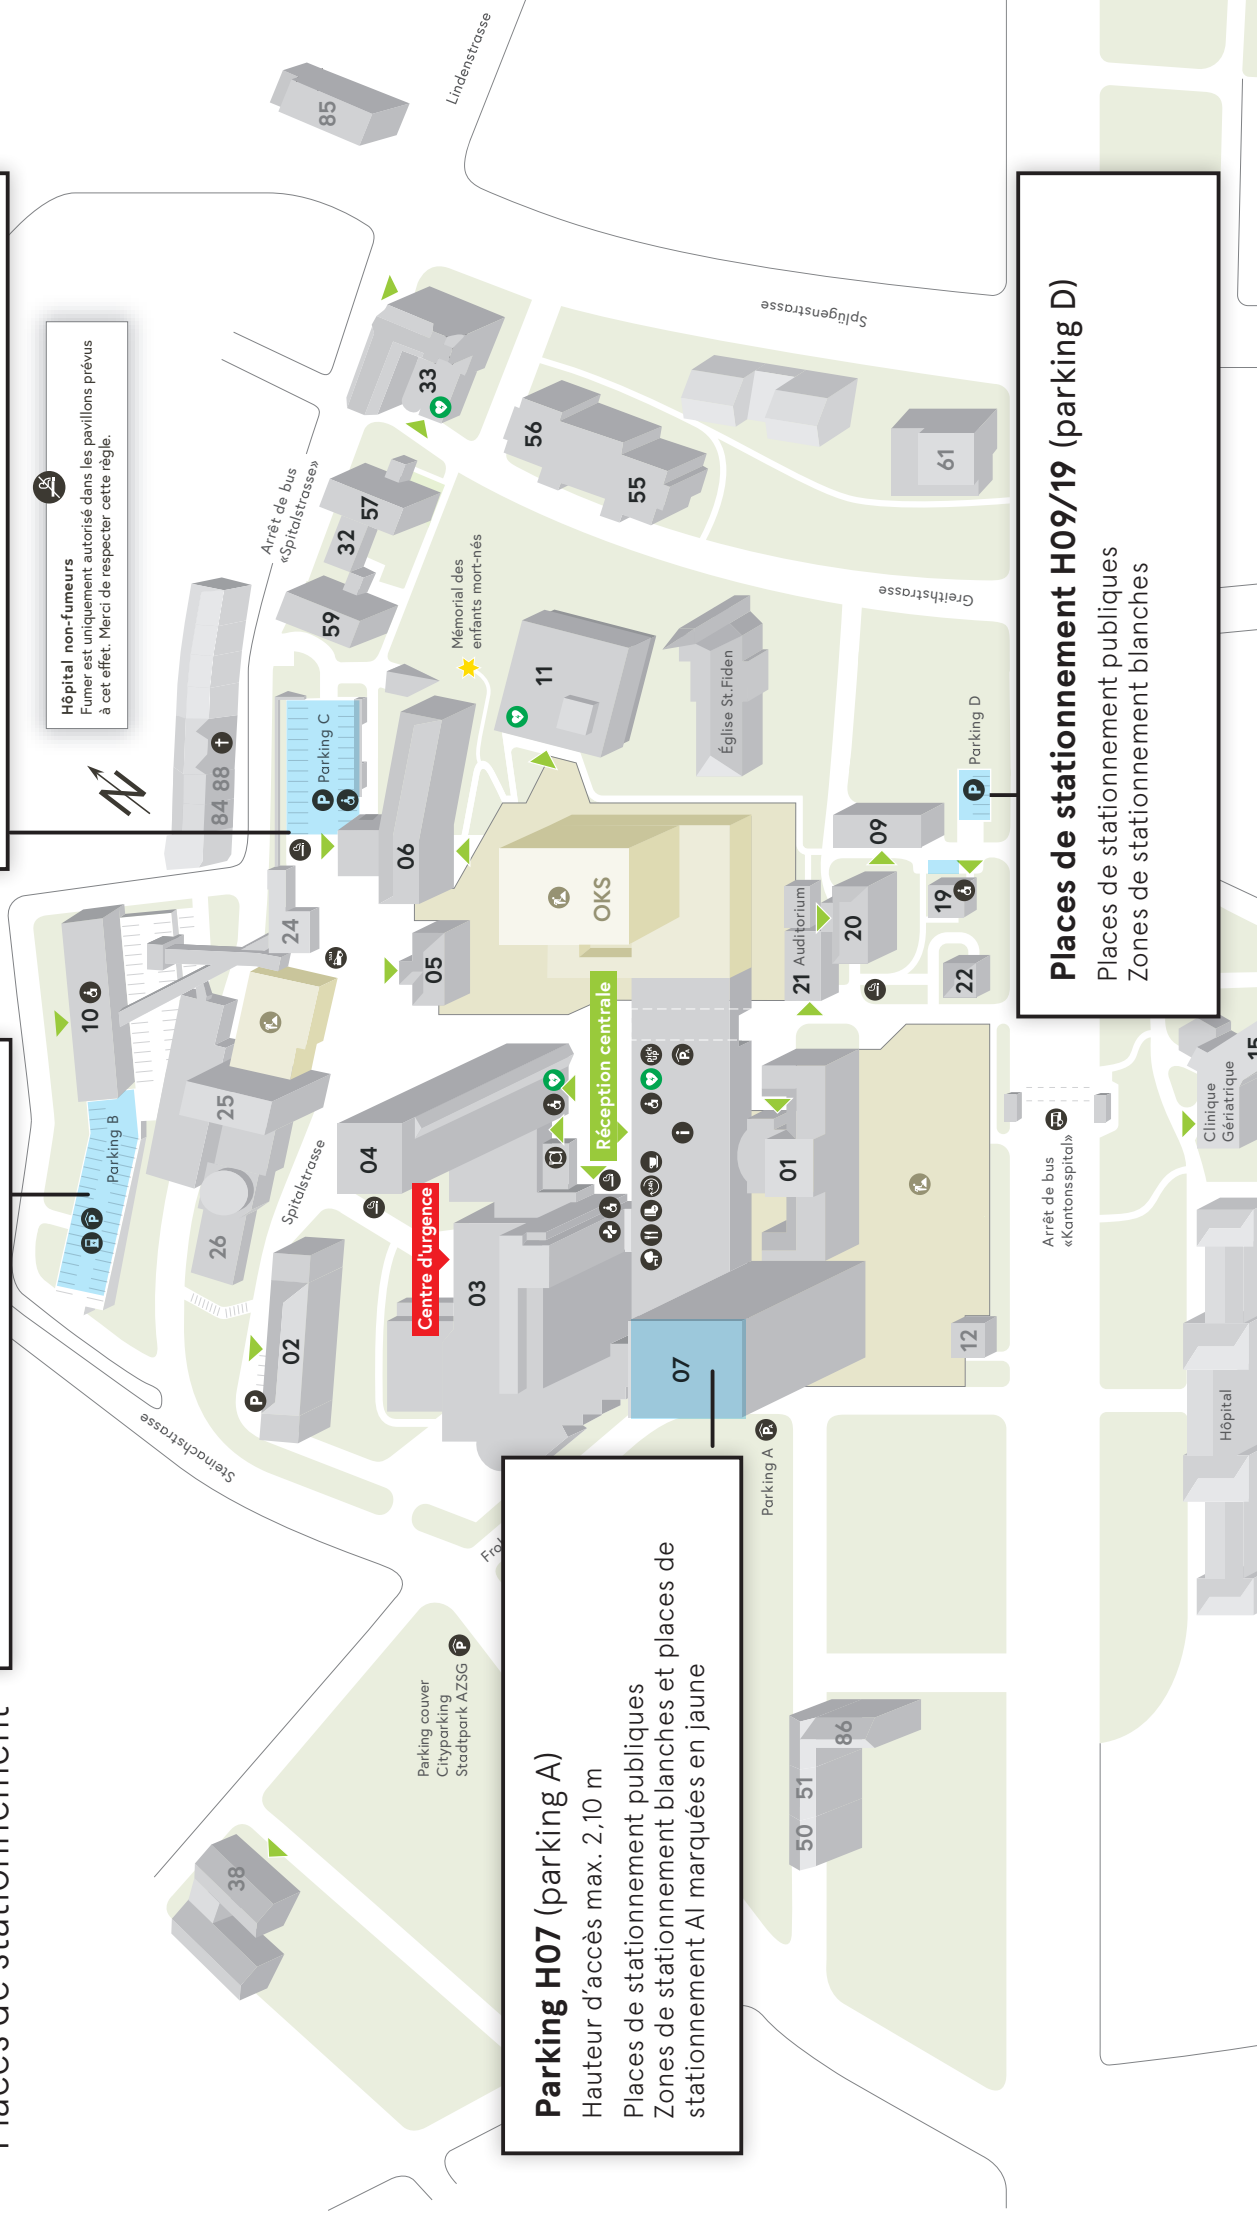 Places de stationnement
Hôpital non-fumeurs
Fumer est uniquement autorisé dans les pavillons prévus
à cet effet. Merci de respecter cette règle.
Lindenstrasse
85
Arrêt de bus
«Spitalstrasse»
33
Splügenstrasse
56
55
61
57
32
59
Mémorial des
enfants mort-nés
Greithstrasse
84 88
Parking C
P
11
Église St.Fiden
Parking D
P
06
24
10
OKS
05
09
19
Auditorium
21
20
22
Parking B
P
25
26
Spitalstrasse
04
Réception centrale
pick
up
P
i
24h
01
Centre d'urgence
03
02
P
07
12
Arrêt de bus
«Kantonsspital»
Clinique
Gériatrique
15
Hôpital
Steinachstrasse
Parking A
P
Parking couver
Cityparking
Stadtpark AZSG
P
38
50
51
86
Parking H07 (parking A)
Hauteur d’accès max. 2,10 m
Places de stationnement publiques
Zones de stationnement blanches et places de
stationnement AI marquées en jaune
Places de stationnement H09/19 (parking D)
Places de stationnement publiques
Zones de stationnement blanches